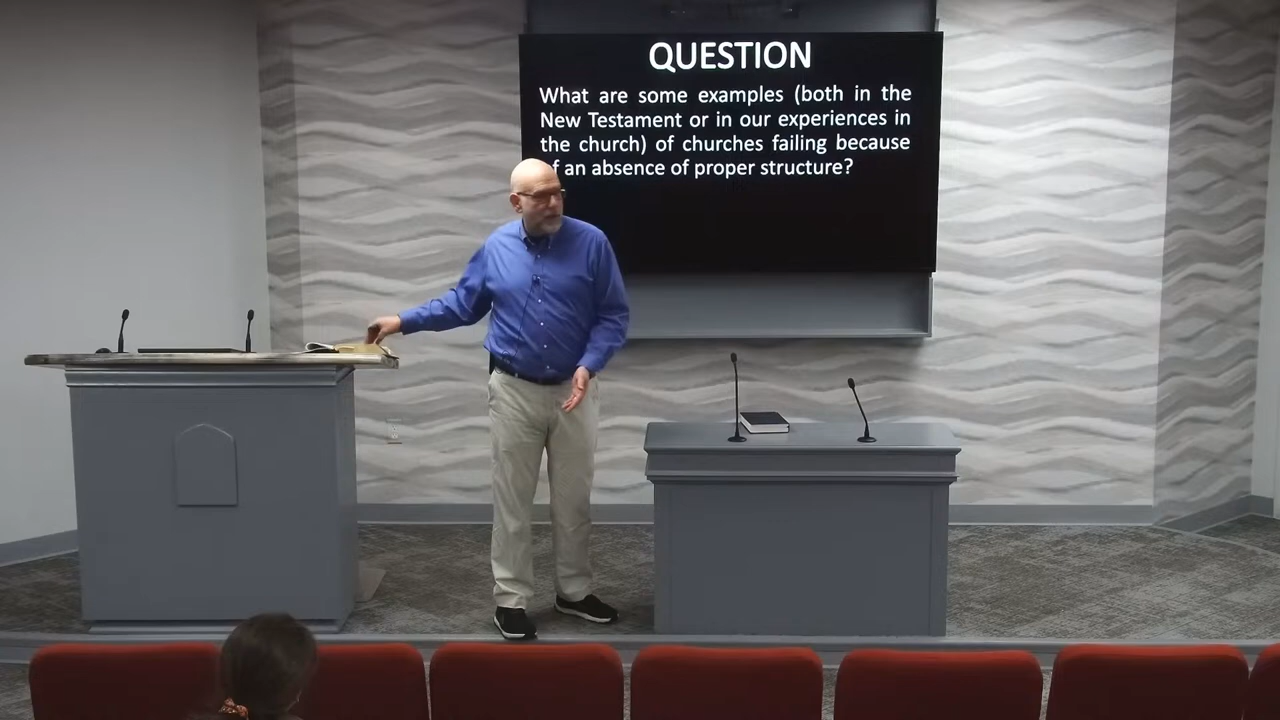 QUESTION
What are some examples (both in the
New Testament or in our experiences in
the church) of churches failing because
of an absence of proper structure?